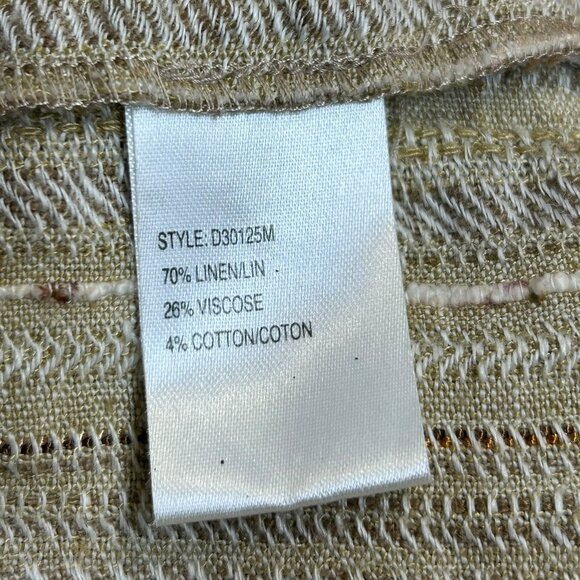 STYLE: D30125M
70% LINEN/LIN
26% VISCOSE
4% COTTON/COTON